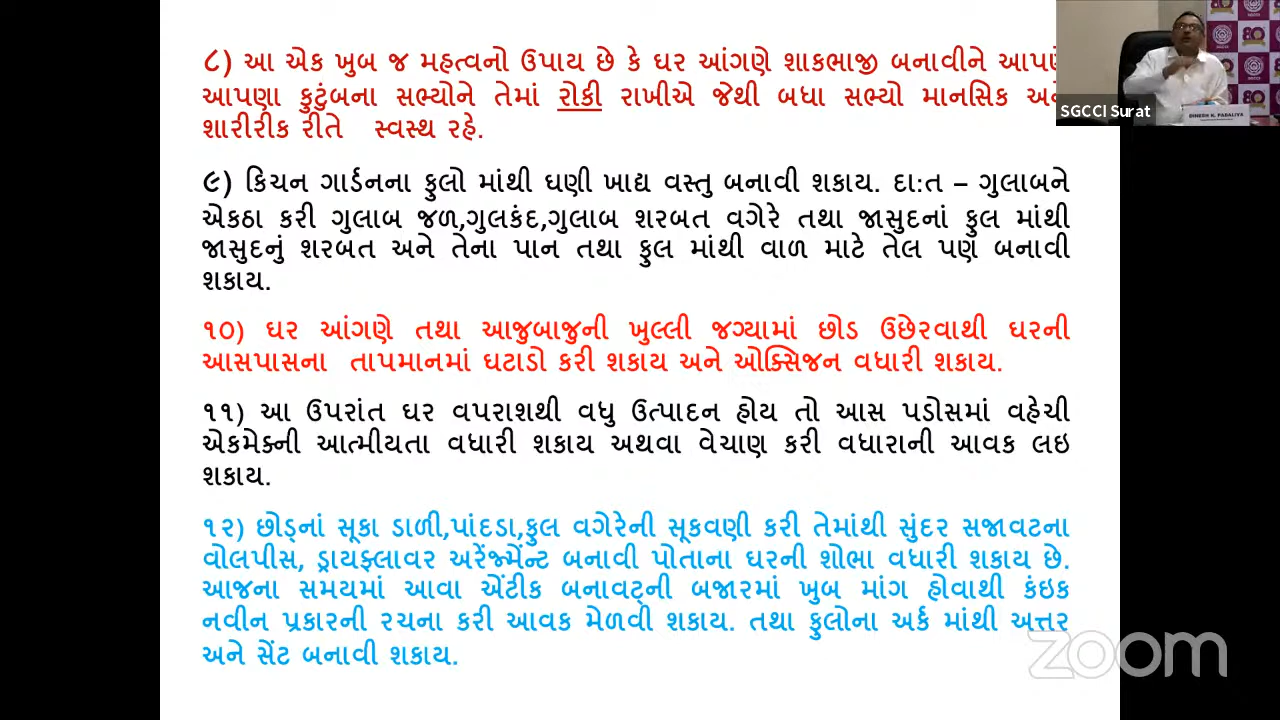 ૮) આ એક ખુબ જ મહત્વનો ઉપાય છે કે ઘર આંગણે શાકભાજી બનાવીને
આપણા કુટુંબના સભ્યોને તેમાં રોકી રાખીએ જેથી બધા સભ્યો માનસિક
શારીરીક રીતે સ્વસ્થ રહે.
૯) કિચન ગાર્ડનના ફુલો માંથી ઘણી ખાદ્ય વસ્તુ બનાવી શકાય. દા:ત – ગુલાબને
એકઠા કરી ગુલાબ જળ,ગુલકંદ,ગુલાબ શરબત વગેરે તથા જાસુદનાં ફુલ માંથી
જાસુદનું શરબત અને તેના પાન તથા ફુલ માંથી વાળ માટે તેલ પણ બનાવી
શકાય.
૧૦) ઘર આંગણે તથા આજુબાજુની ખુલ્લી જગ્યામાં છોડ ઉછેરવાથી ઘરની
આસપાસના તાપમાનમાં ઘટાડો કરી શકાય અને ઓક્સિજન વધારી શકાય.
૧૧) આ ઉપરાંત ઘર વપરાશથી વધુ ઉત્પાદન હોય તો આસ પડોસમાં વહેચી
એકમેક્ની આત્મીયતા વધારી શકાય અથવા વેચાણ કરી વધારાની આવક લઇ
શકાય.
૧૨) છોડ્નાં સૂકા ડાળી,પાંદડા,ફુલ વગેરેની સૂકવણી કરી તેમાંથી સુંદર સજાવટના
વોલપીસ, ડ્રાયફ્લાવર અરેંજ્મેંન્ટ બનાવી પોતાના ઘરની શોભા વધારી શકાય છે.
આજના સમયમાં આવા એંટીક બનાવટ્ની બજારમાં ખુબ માંગ હોવાથી કંઇક
નવીન પ્રકારની રચના કરી આવક મેળવી શકાય. તથા ફુલોના અર્ક માંથી અત્તર
અને સેંટ બનાવી શકાય.
SGCCI Surat
DINESH K. PADALIYA
zoom